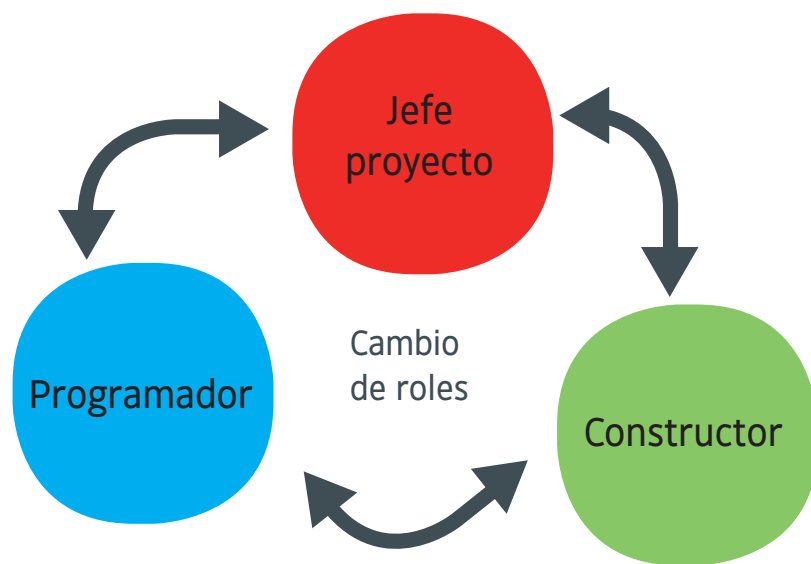 Jefe
proyecto
Cambio
de roles
Programador
Constructor